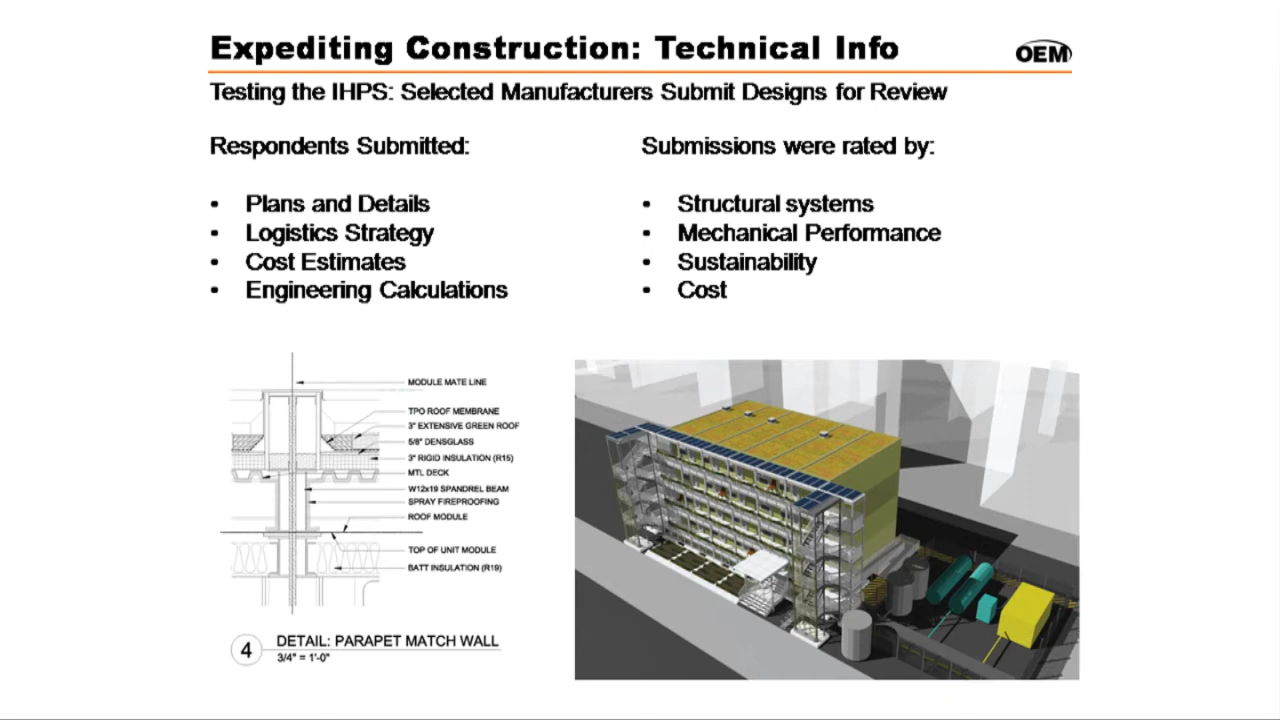 Expediting Construction: Technical Info
OEM
Testing the IHPS: Selected Manufacturers Submit Designs for Review
Respondents Submitted:
• Plans and Details
• Logistics Strategy
• Cost Estimates
• Engineering Calculations
Submissions were rated by:
• Structural systems
• Mechanical Performance
• Sustainability
• Cost
MODULE MATE LINE
TPO ROOF MEMBRANE
3" EXTENSIVE GREEN ROOF
5/8" DENSGLASS
3" RIGID INSULATION (R15)
MTL DECK
W12x19 SPANDREL BEAM
SPRAY FIREPROOFING
ROOF MODULE
TOP OF UNIT MODULE
BATT INSULATION (R19)
4
DETAIL: PARAPET MATCH WALL
3/4" = 1'-0"